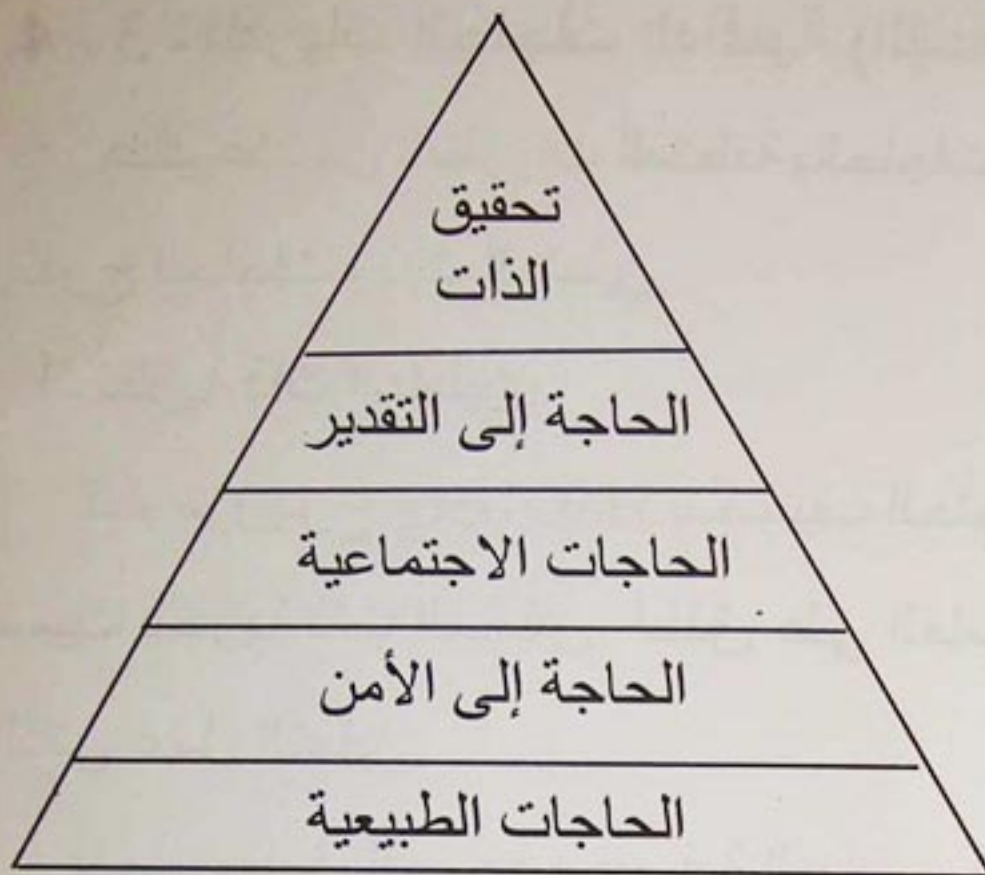 تحقيق
الذات
الحاجة إلى التقدير
الحاجات الاجتماعية
الحاجة إلى الأمن
الحاجات الطبيعية